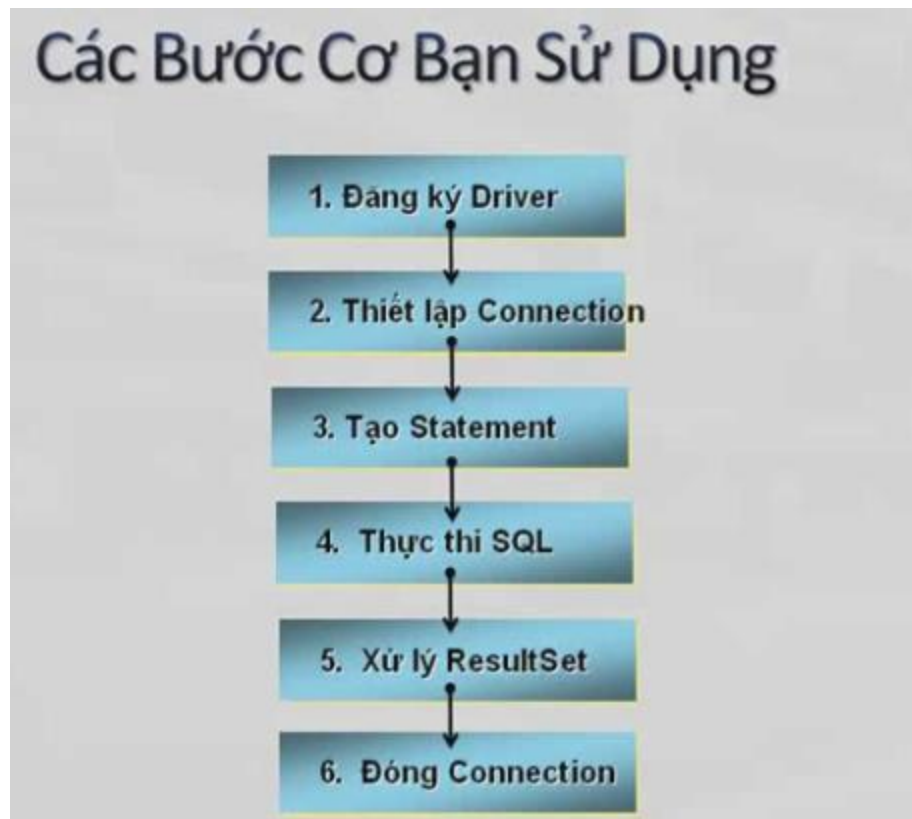 Các Bước Cơ Bạn Sử Dụng
1. Đăng ký Driver
2. Thiết lập Connection
3. Tạo Statement
4. Thực thi SQL
5. Xử lý ResultSet
6. Đóng Connection